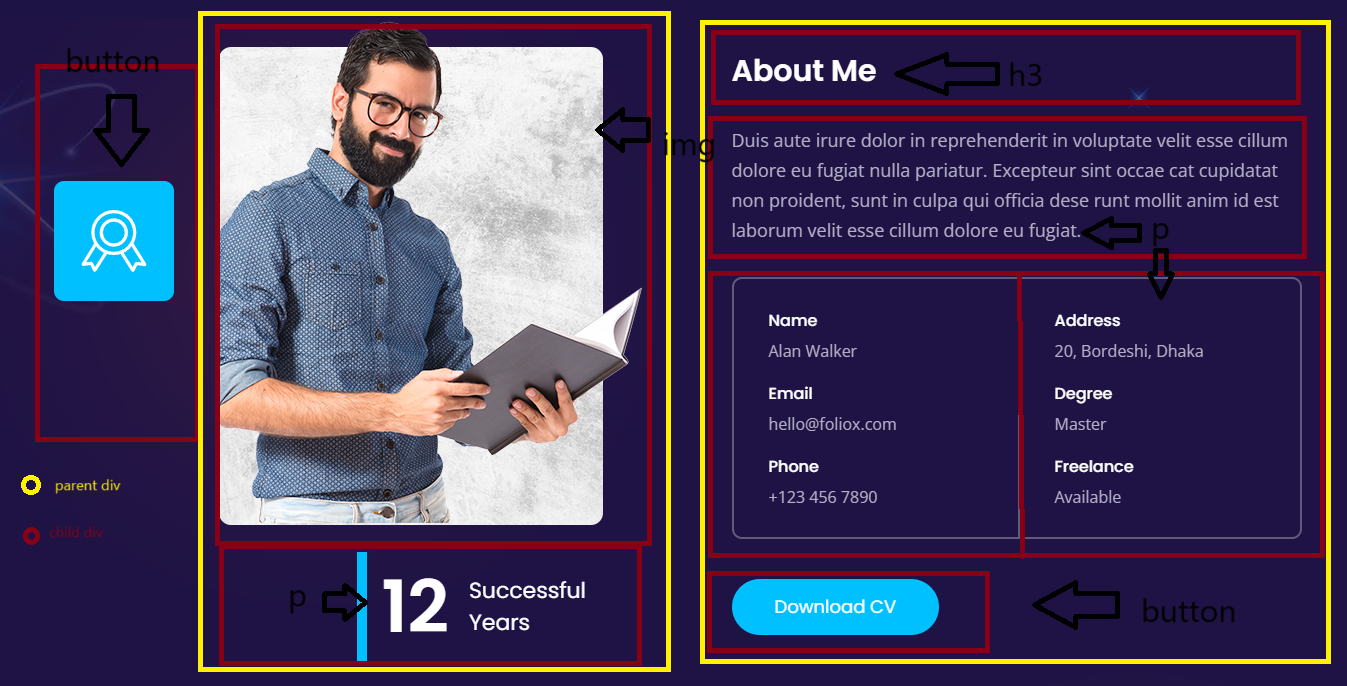 button
img
About Me
h3
Duis aute irure dolor in reprehenderit in voluptate velit esse cillum
dolore eu fugiat nulla pariatur. Excepteur sint occae cat cupidatat
non proident, sunt in culpa qui officia dese runt mollit anim id est
laborum velit esse cillum dolore eu fugiat.
p
Name
Alan Walker
Email
hello@foliox.com
Phone
+123 456 7890
Address
20, Bordeshi, Dhaka
Degree
Master
Freelance
Available
parent div
child div
p
12
Successful
Years
Download CV
button